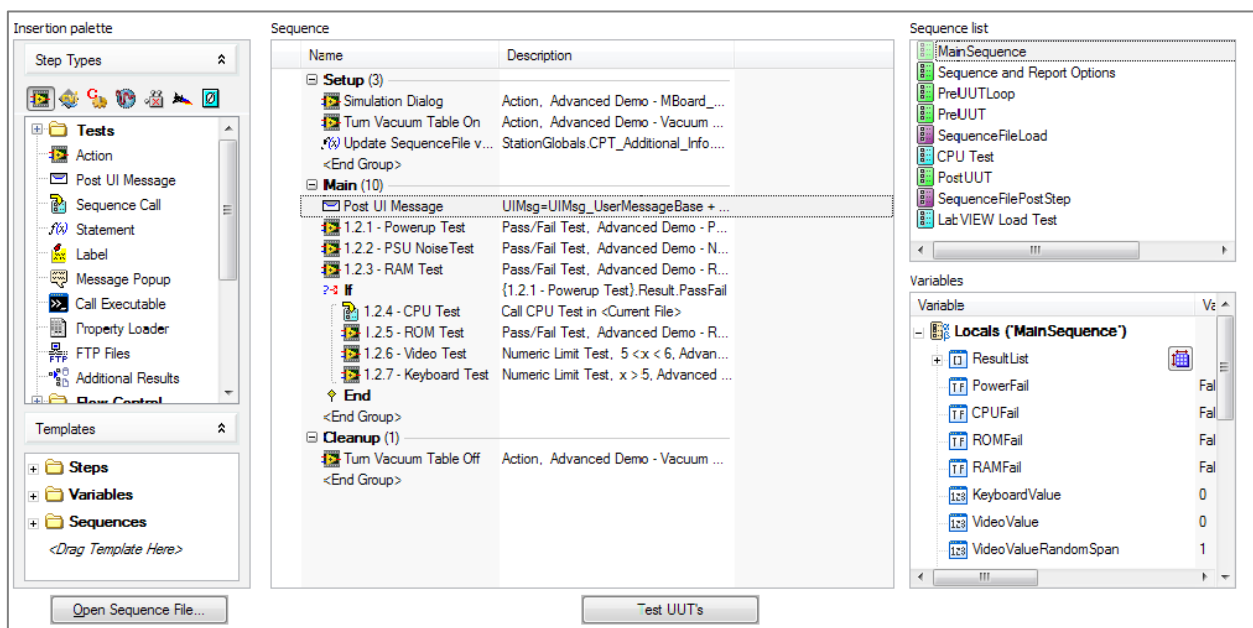 Insertion palette
Step Types
Tests
Action
Post UI Message
Sequence Call
Statement
Label
Message Popup
Call Executable
Property Loader
FTP Files
Additional Results
Flow Control
Templates
Steps
Variables
Sequences
<Drag Template Here>
Open Sequence File...
Sequence
Name Description
Setup (3)
Simulation Dialog Action, Advanced Demo - MBoard_...
Turn Vacuum Table On Action, Advanced Demo - Vacuum ...
Update SequenceFile v... StationGlobals.CPT_Additional_Info....
<End Group>
Main (10)
Post UI Message UIMsg=UIMsg_UserMessageBase + ...
1.2.1 - Powerup Test Pass/Fail Test, Advanced Demo - P...
1.2.2 - PSU NoiseTest Pass/Fail Test, Advanced Demo - N...
1.2.3 - RAM Test Pass/Fail Test, Advanced Demo - R...
If {1.2.1 - Powerup Test}.Result.PassFail
1.2.4 - CPU Test Call CPU Test in <Current File>
1.2.5 - ROM Test Pass/Fail Test, Advanced Demo - R...
1.2.6 - Video Test Numeric Limit Test, 5 < x < 6, Advan...
1.2.7 - Keyboard Test Numeric Limit Test, x > 5, Advanced ...
End
<End Group>
Cleanup (1)
Turn Vacuum Table Off Action, Advanced Demo - Vacuum ...
<End Group>
Test UUT's
Sequence list
MainSequence
Sequence and Report Options
PreUUTLoop
PreUUT
SequenceFileLoad
CPU Test
PostUUT
SequenceFilePostStep
LabVIEW Load Test
Variables
Variable Va
Locals ('MainSequence')
ResultList
PowerFail Fal
CPUFail Fal
ROMFail Fal
RAMFail Fal
KeyboardValue 0
VideoValue 0
VideoValueRandomSpan 1